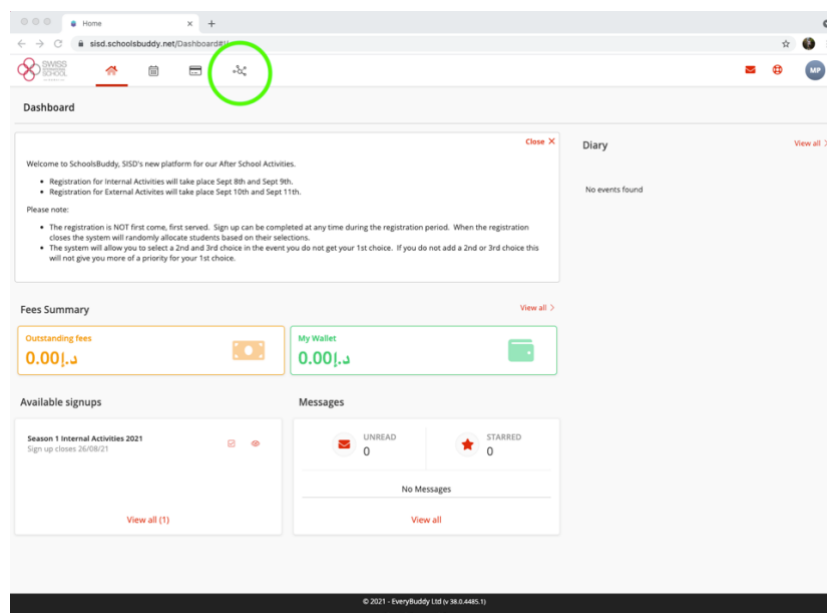 Home
sisd.schoolsbuddy.net/Dashboard#
SWISS
INTERNATIONAL
SCHOOL
MP
Dashboard
Close X
Welcome to SchoolsBuddy, SISD's new platform for our After School Activities.
Registration for Internal Activities will take place Sept 8th and Sept 9th.
Registration for External Activites will take place Sept 10th and Sept 11th.
Please note:
The registration is NOT first come, first served. Sign up can be completed at any time during the registration period. When the registration
closes the system will randomly allocate students based on their selections.
The system will allow you to select a 2nd and 3rd choice in the event you do not get your 1st choice. If you do not add a 2nd or 3rd choice this
will not give you more of a priority for your 1st choice.
Diary
View all >
No events found
Fees Summary
View all >
Outstanding fees
0.00د.إ
My Wallet
0.00د.إ
Available signups
Season 1 Internal Activities 2021
Sign up closes 26/08/21
View all (1)
Messages
UNREAD
0
STARRED
0
No Messages
View all
© 2021 - EveryBuddy Ltd (v 38.0.4485.1)